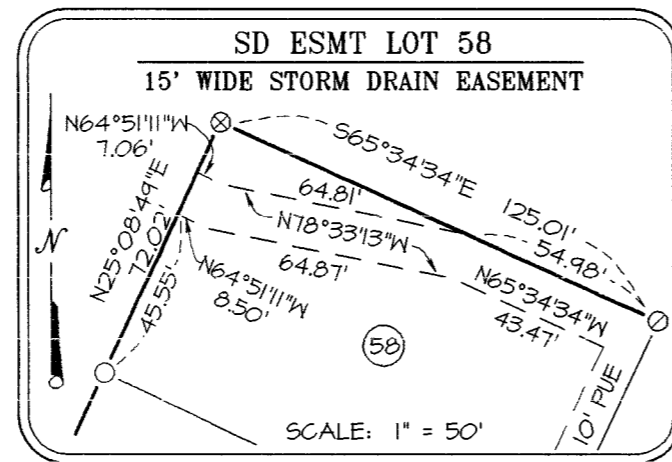 SD ESMT LOT 58
15' WIDE STORM DRAIN EASEMENT
N64°51'11"W
7.06'
S65°34'34"E
125.01'
64.81'
N78°33'13"W
54.98'
N
N25°08'49"E
72.02'
45.55'
N64°51'11"W
8.50'
64.87'
N65°34'34"W
43.47'
58
10' PUE
SCALE: 1" = 50'